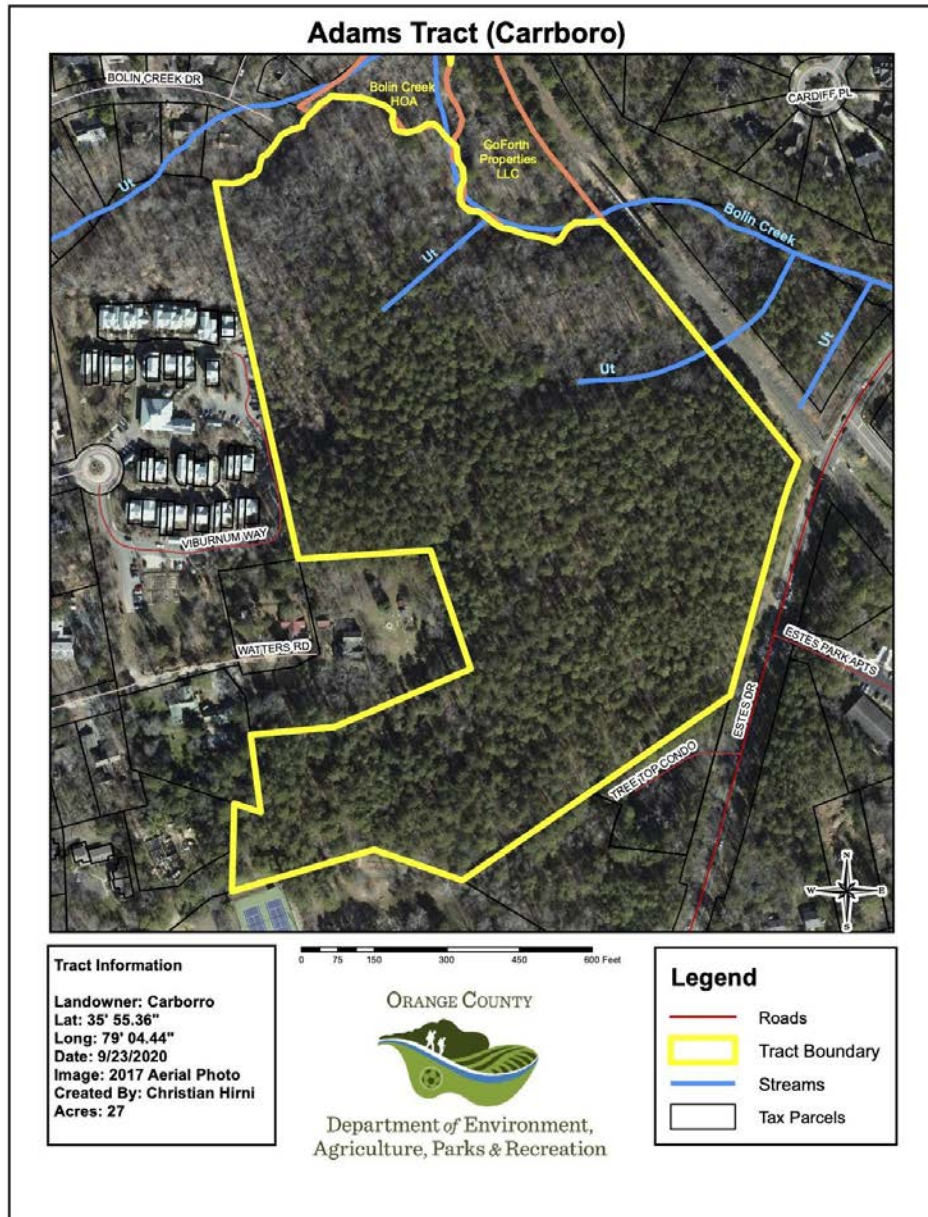 Adams Tract (Carrboro)
BOLIN CREEK DR
Bolin Creek
HOA
CARDIFF PL
GoForth
Properties
LLC
Ut
Bolin Creek
Ut
Ut
Ut
VIBURNUM WAY
WATTERS RD
ESTES PARK APTS
ESTES DR
TREE TOP CONDO
N
W
E
S
Tract Information
Landowner: Carborro
Lat: 35' 55.36"
Long: 79' 04.44"
Date: 9/23/2020
Image: 2017 Aerial Photo
Created By: Christian Hirni
Acres: 27
0 75 150 300 450 600 Feet
ORANGE COUNTY
Department of Environment,
Agriculture, Parks & Recreation
Legend
Roads
Tract Boundary
Streams
Tax Parcels